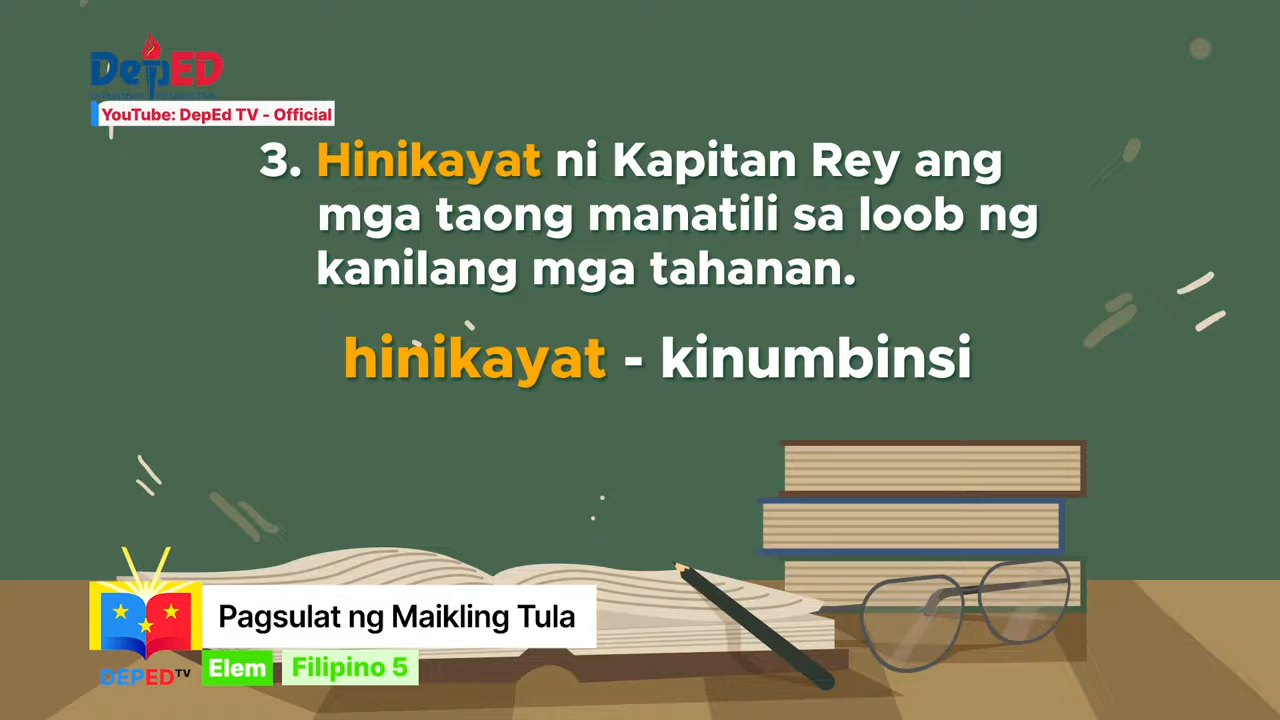 DepED
YouTube: DepEd TV - Official
3. Hinikayat ni Kapitan Rey ang
mga taong manatili sa loob ng
kanilang mga tahanan.
hinikayat - kinumbinsi
Pagsulat ng Maikling Tula
DEPED TV
Elem
Filipino 5